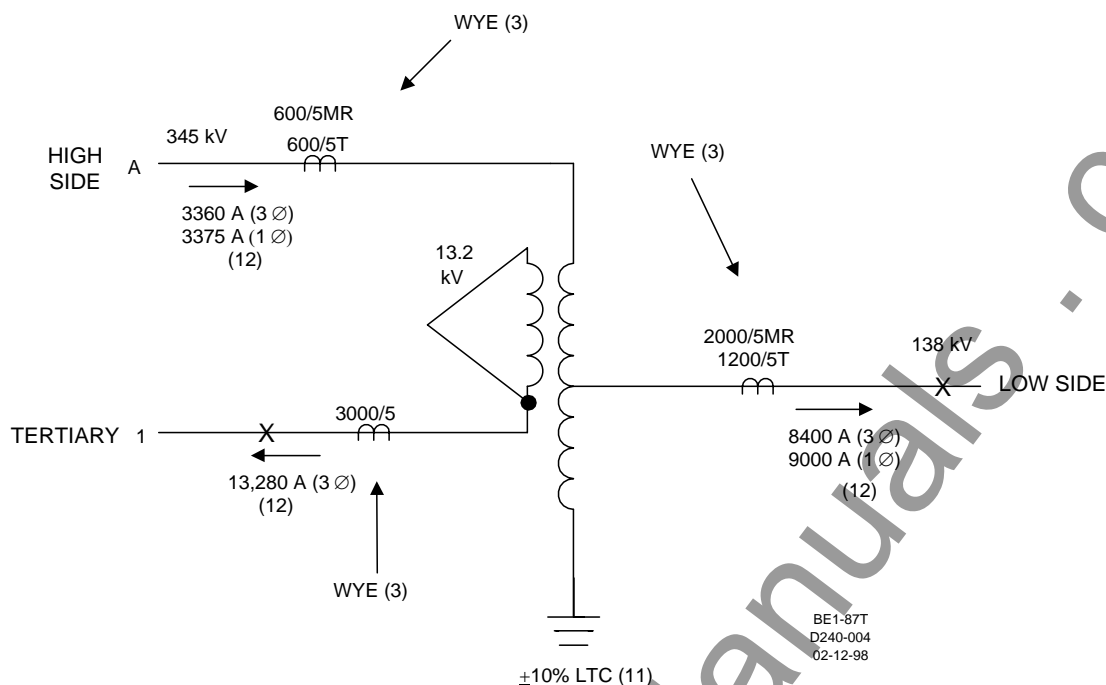 WYE (3)
600/5MR
345 kV
600/5T
HIGH
SIDE
A
3360 A (3 ∅)
3375 A (1 ∅)
(12)
WYE (3)
13.2
kV
2000/5MR
1200/5T
138 kV
LOW SIDE
8400 A (3 ∅)
9000 A (1 ∅)
(12)
TERTIARY 1
X
3000/5
X
13,280 A (3 ∅)
(12)
WYE (3)
BE1-87T
D240-004
02-12-98
±10% LTC (11)
anuals . c